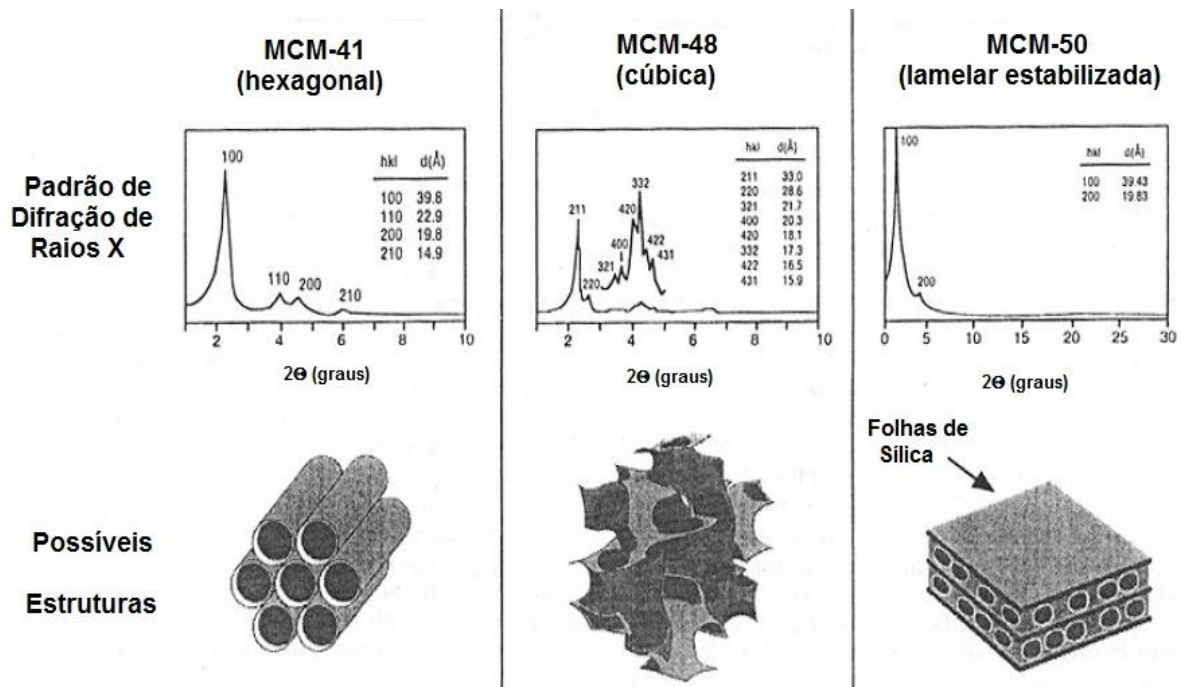 MCM-41
(hexagonal)
MCM-48
(cúbica)
MCM-50
(lamelar estabilizada)
Padrão de
Difração de
Raios X
100
110
200
210
hkl d(Å)
100 39.8
110 22.9
200 19.8
210 14.9
2 4 6 8 10
2Θ (graus)
211
220
321
400
420
332
422
431
hkl d(Å)
211 33.0
220 28.6
321 21.7
400 20.3
420 18.1
332 17.3
422 16.5
431 15.9
2 4 6 8 10
2Θ (graus)
100
200
hkl d(Å)
100 39.43
200 19.83
0 5 10 15 20 25 30
2Θ (graus)
Possíveis
Estruturas
Folhas de
Sílica